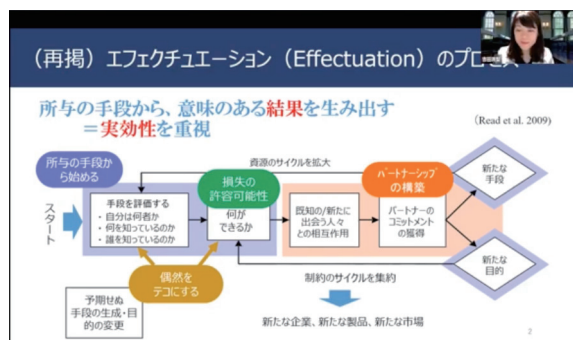 （再掲）エフェクチュエーション（Effectuation）のプロセス
所与の手段から、意味のある結果を生み出す
＝実効性を重視
（Read et al. 2009）
所与の手段から
始める
資源のサイクルを拡大
損失の
許容可能性
パートナーシップ
の構築
新たな
手段
スタート
手段を評価する
・自分は何者か
・何を知っているのか
・誰を知っているのか
何が
できるか
既知の/新たに
出会う人々
との相互作用
パートナーの
コミットメント
の獲得
新たな
目的
偶然を
テコにする
制約のサイクルを集約
予期せぬ
手段の生成・目
的の変更
新たな企業、新たな製品、新たな市場
2